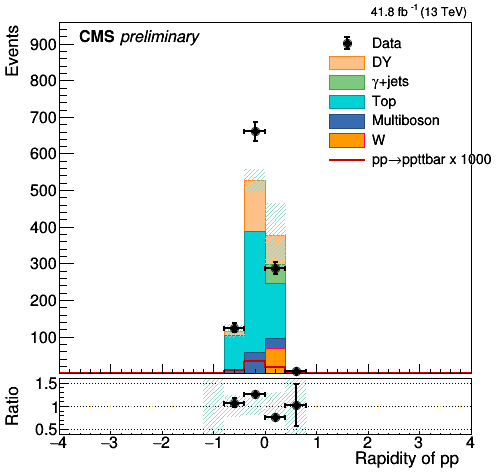 41.8 fb⁻¹ (13 TeV)
CMS preliminary
Events
900
800
700
600
500
400
300
200
100
Data
DY
γ+jets
Top
Multiboson
W
pp→ppttbar x 1000
Ratio
1.5
1
0.5
−4 −3 −2 −1 0 1 2 3 4
Rapidity of pp